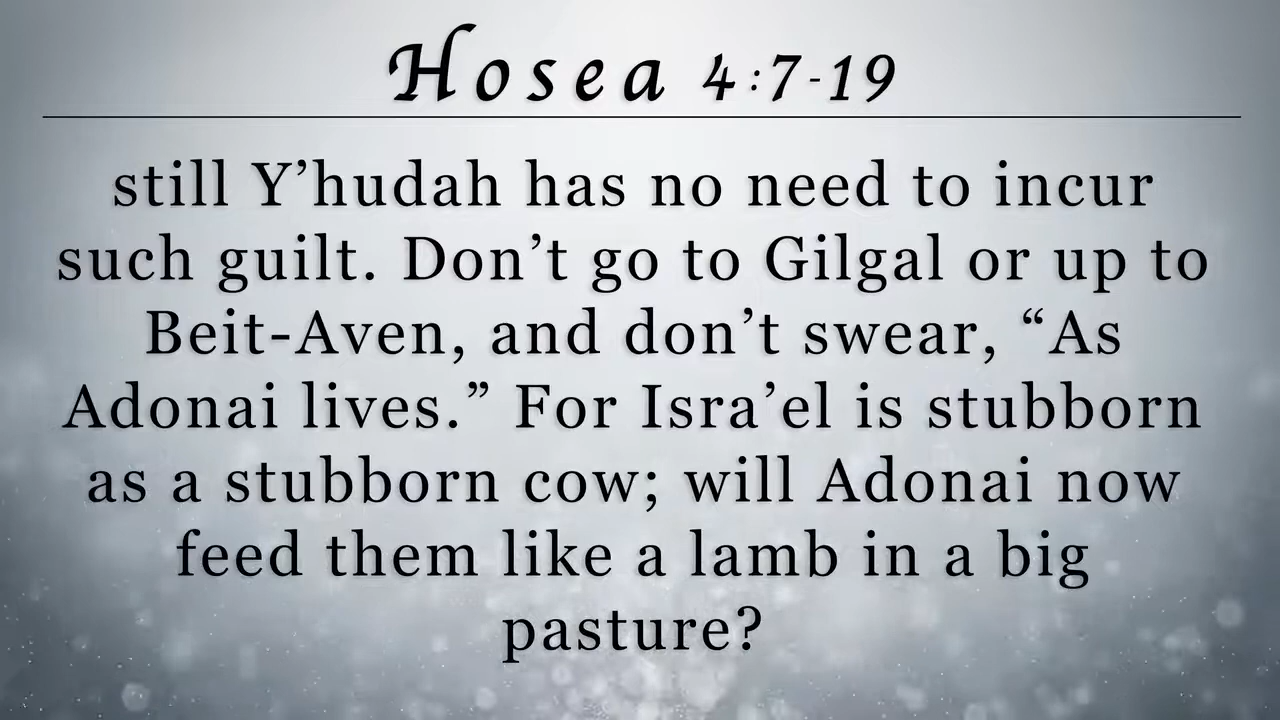 Hosea 4:7-19
still Y’hudah has no need to incur
such guilt. Don’t go to Gilgal or up to
Beit-Aven, and don’t swear, “As
Adonai lives.” For Isra’el is stubborn
as a stubborn cow; will Adonai now
feed them like a lamb in a big
pasture?